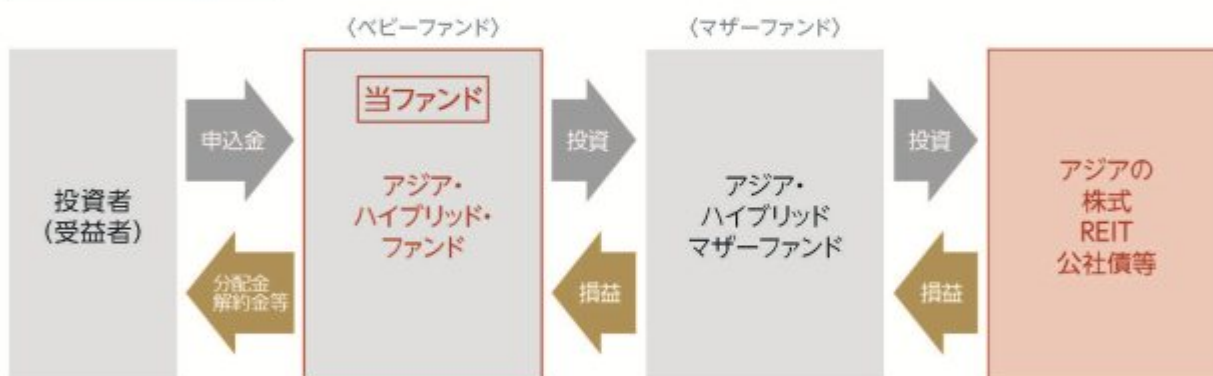 〈ベビーファンド〉
〈マザーファンド〉
投資者
(受益者)
申込金
分配金
解約金等
当ファンド
アジア・
ハイブリッド・
ファンド
投資
損益
アジア・
ハイブリッド
マザーファンド
投資
損益
アジアの
株式
REIT
公社債等